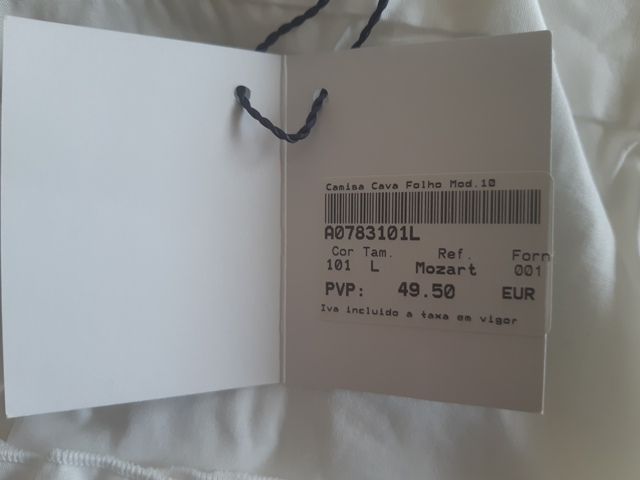 Camisa Cava Folho Mod.10
A0783101L
Cor Tam. Ref. Forn
101 L Mozart 001
PVP: 49.50 EUR
Iva incluido a taxa em vigor